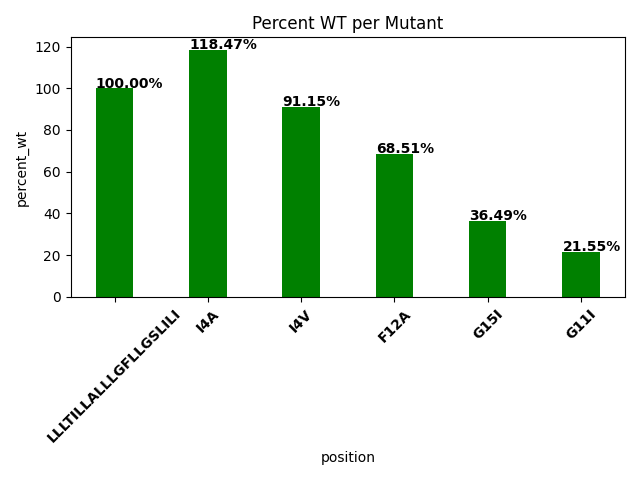 Percent WT per Mutant
percent_wt
120
100
80
60
40
20
0
100.00%
118.47%
91.15%
68.51%
36.49%
21.55%
LLLTILLALLLGFLLGSLILI
I4A
I4V
F12A
G15I
G11I
position